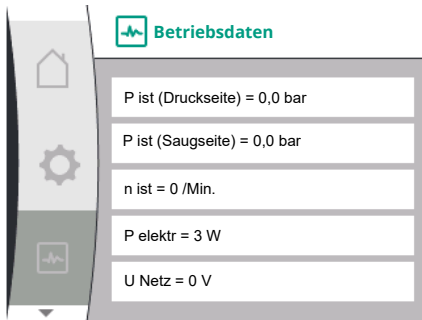 Betriebsdaten
P ist (Druckseite) = 0,0 bar
P ist (Saugseite) = 0,0 bar
n ist = 0 /Min.
P elektr = 3 W
U Netz = 0 V